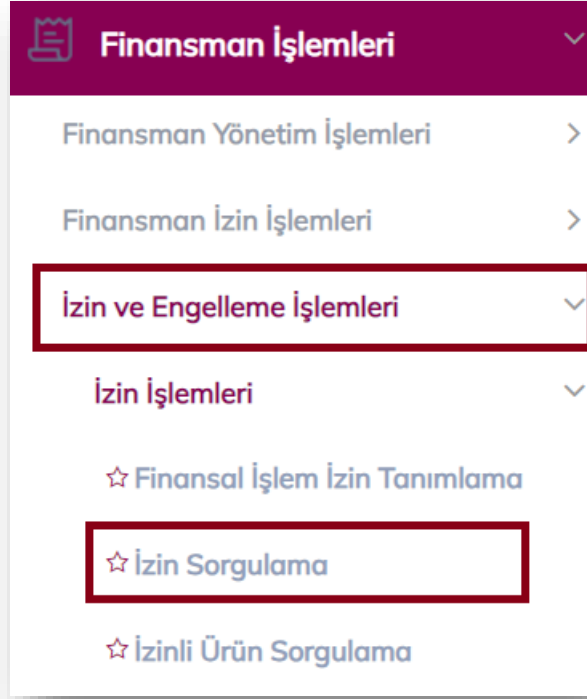 Finansman İşlemleri
Finansman Yönetim İşlemleri
Finansman İzin İşlemleri
İzin ve Engelleme İşlemleri
İzin İşlemleri
Finansal İşlem İzin Tanımlama
İzin Sorgulama
İzinli Ürün Sorgulama